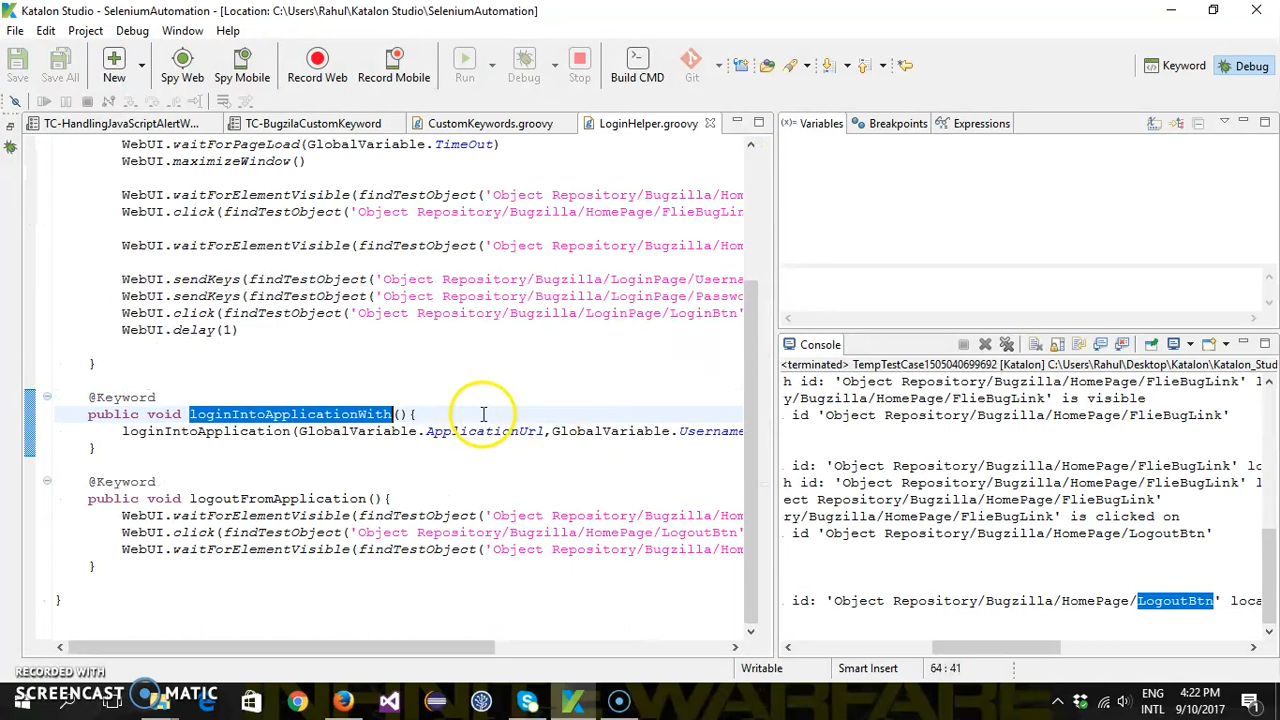 Katalon Studio - SeleniumAutomation - [Location: C:\Users\Rahul\Katalon Studio\SeleniumAutomation]
File Edit Project Debug Window Help
Save Save All New Spy Web Spy Mobile Record Web Record Mobile Run Debug Stop Build CMD Git Keyword Debug
TC-HandlingJavaScriptAlertW... TC-BugzilaCustomKeyword CustomKeywords.groovy LoginHelper.groovy
Variables Breakpoints Expressions
WebUI.waitForPageLoad(GlobalVariable.TimeOut)
WebUI.maximizeWindow()
WebUI.waitForElementVisible(findTestObject('Object Repository/Bugzilla/Hom
WebUI.click(findTestObject('Object Repository/Bugzilla/HomePage/FlieBugLin
WebUI.waitForElementVisible(findTestObject('Object Repository/Bugzilla/Hom
WebUI.sendKeys(findTestObject('Object Repository/Bugzilla/LoginPage/Userna
WebUI.sendKeys(findTestObject('Object Repository/Bugzilla/LoginPage/Passwo
WebUI.click(findTestObject('Object Repository/Bugzilla/LoginPage/LoginBtn'
WebUI.delay(1)
}
@Keyword
public void loginIntoApplicationWith(){
loginIntoApplication(GlobalVariable.ApplicationUrl,GlobalVariable.Username
}
@Keyword
public void logoutFromApplication(){
WebUI.waitForElementVisible(findTestObject('Object Repository/Bugzilla/Hom
WebUI.click(findTestObject('Object Repository/Bugzilla/HomePage/LogoutBtn'
WebUI.waitForElementVisible(findTestObject('Object Repository/Bugzilla/Hom
}
}
Console
<terminated> TempTestCase1505040699692 [Katalon] C:\Users\Rahul\Desktop\Katalon\Katalon_Stud
h id: 'Object Repository/Bugzilla/HomePage/FlieBugLink'
ry/Bugzilla/HomePage/FlieBugLink' is visible
id 'Object Repository/Bugzilla/HomePage/FlieBugLink'
id: 'Object Repository/Bugzilla/HomePage/FlieBugLink' lo
h id: 'Object Repository/Bugzilla/HomePage/FlieBugLink' l
ect Repository/Bugzilla/HomePage/FlieBugLink'
ry/Bugzilla/HomePage/FlieBugLink' is clicked on
id 'Object Repository/Bugzilla/HomePage/LogoutBtn'
id: 'Object Repository/Bugzilla/HomePage/LogoutBtn' loca
Writable Smart Insert 64 : 41
RECORDED WITH
SCREENCAST MATIC
ENG 4:22 PM
INTL 9/10/2017